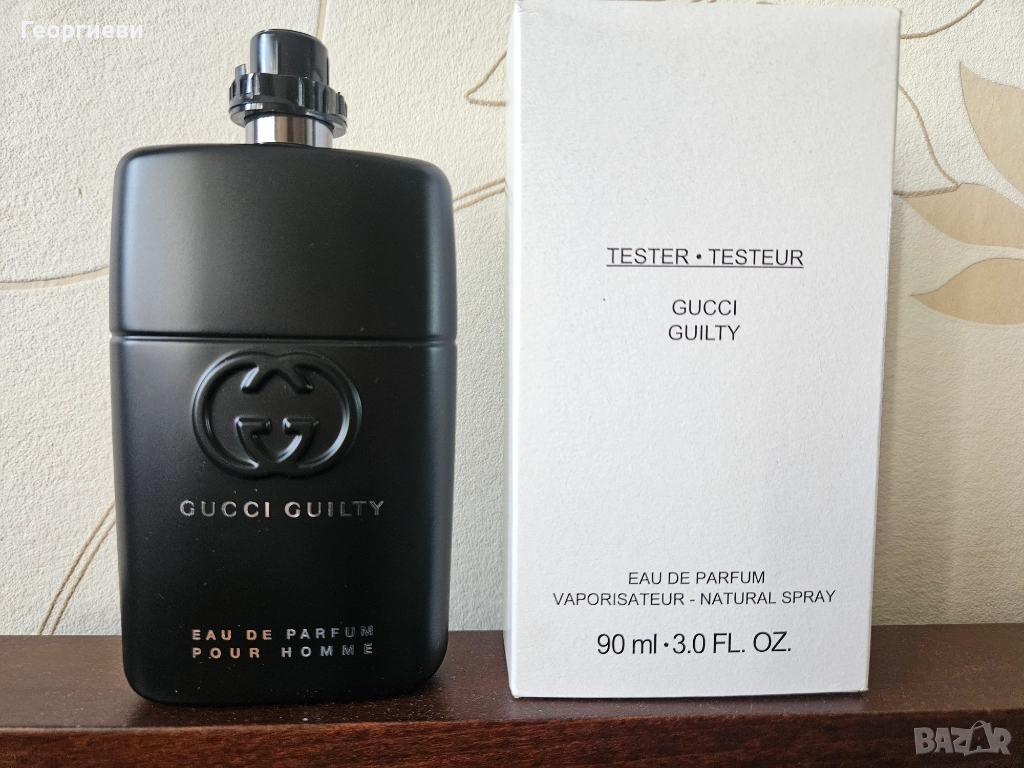 Георгиеви
GUCCI GUILTY
EAU DE PARFUM
POUR HOMME
TESTER • TESTEUR
GUCCI
GUILTY
EAU DE PARFUM
VAPORISATEUR - NATURAL SPRAY
90 ml • 3.0 FL. OZ.
BAZAR